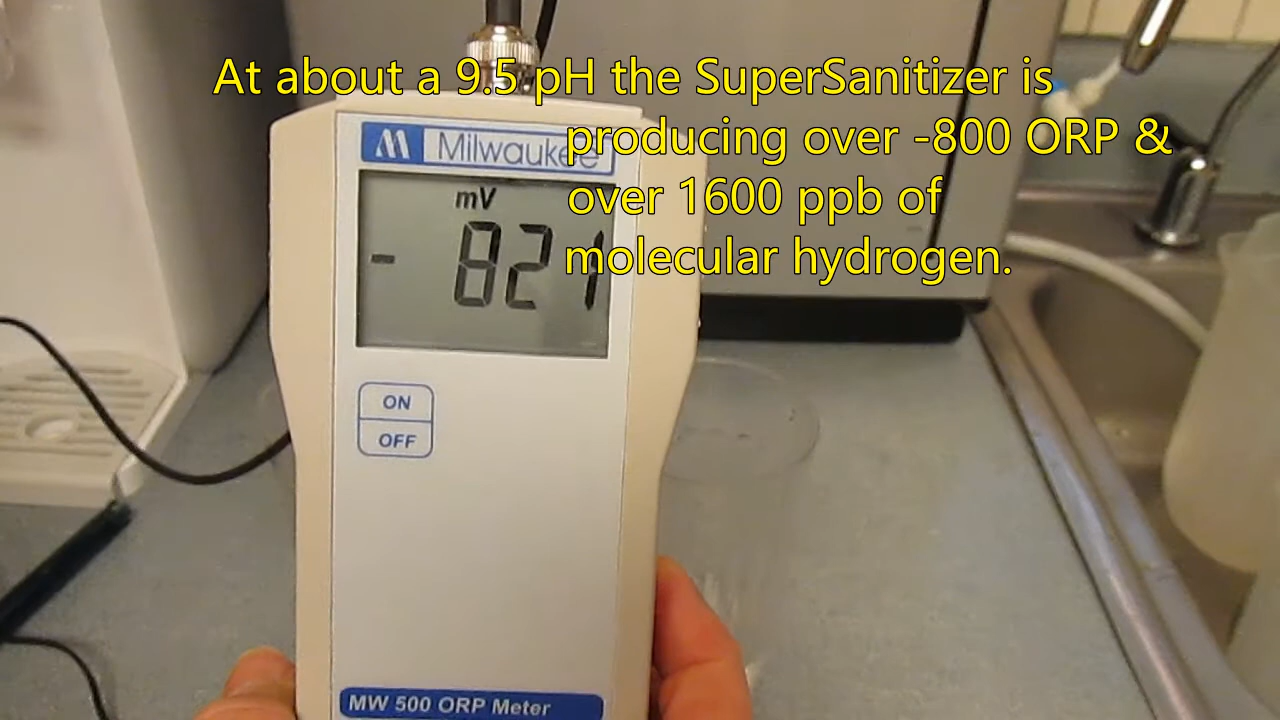 At about a 9.5 pH the SuperSanitizer is
producing over -800 ORP &
over 1600 ppb of
molecular hydrogen.
Milwaukee
mV
- 821
ON
OFF
MW 500 ORP Meter